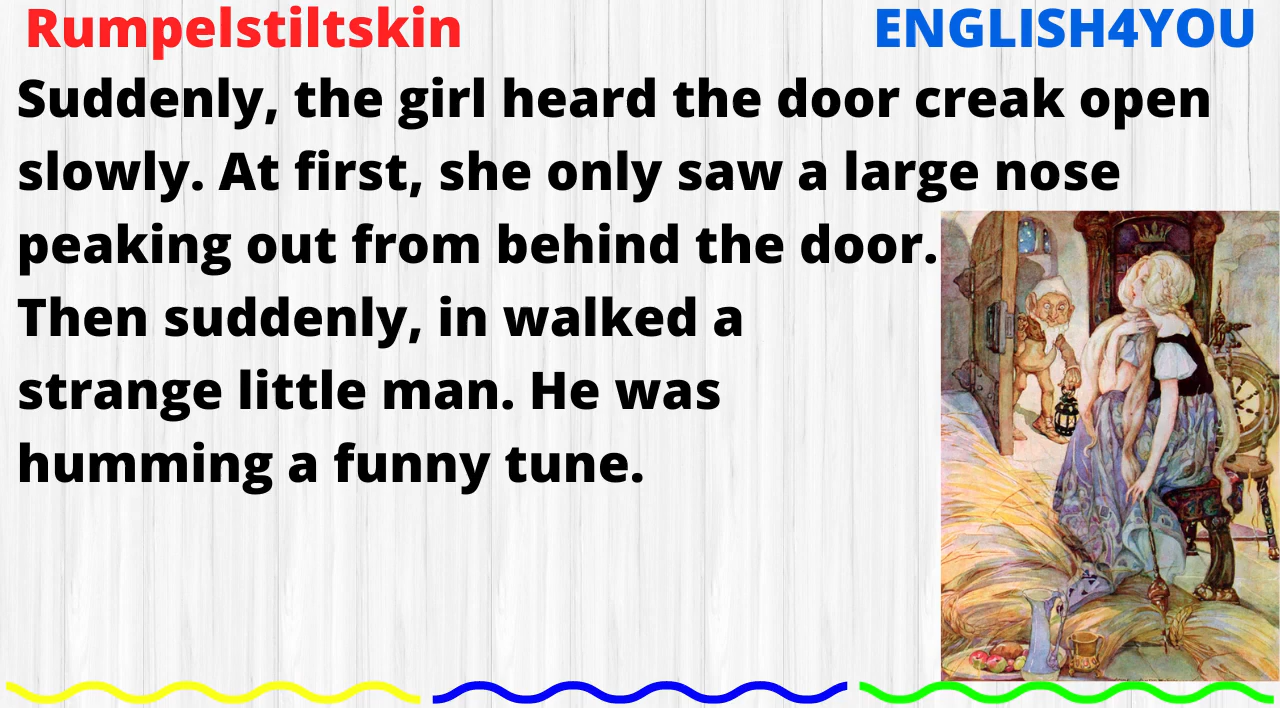 Rumpelstiltskin
ENGLISH4YOU
Suddenly, the girl heard the door creak open
slowly. At first, she only saw a large nose
peaking out from behind the door.
Then suddenly, in walked a
strange little man. He was
humming a funny tune.